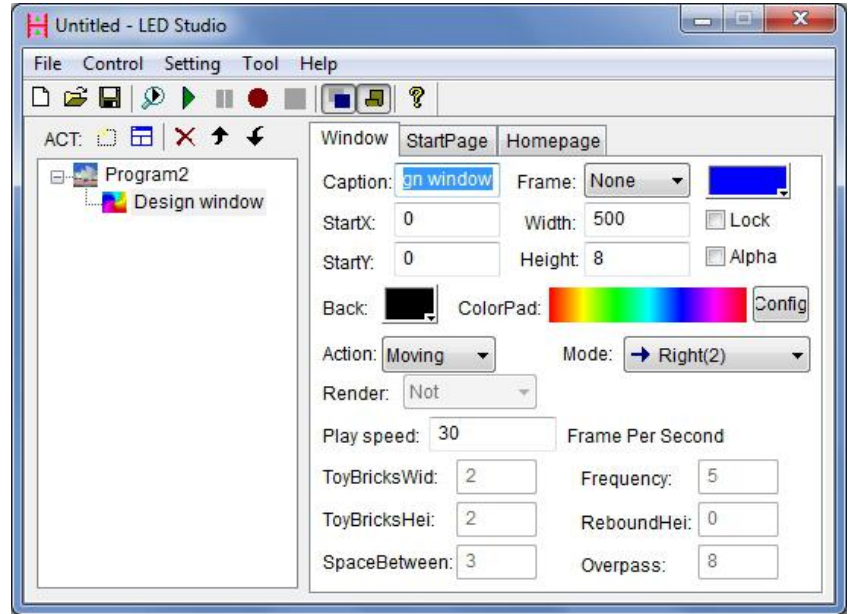 Untitled - LED Studio
File Control Setting Tool Help
ACT:
Program2
Design window
Window StartPage Homepage
Caption: gn window Frame: None
StartX: 0 Width: 500 Lock
StartY: 0 Height: 8 Alpha
Back: ColorPad: Config
Action: Moving Mode: Right(2)
Render: Not
Play speed: 30 Frame Per Second
ToyBricksWid: 2 Frequency: 5
ToyBricksHei: 2 ReboundHei: 0
SpaceBetween: 3 Overpass: 8